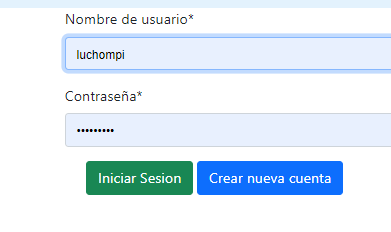 Nombre de usuario*
luchompi
Contraseña*
•••••••••
Iniciar Sesion Crear nueva cuenta